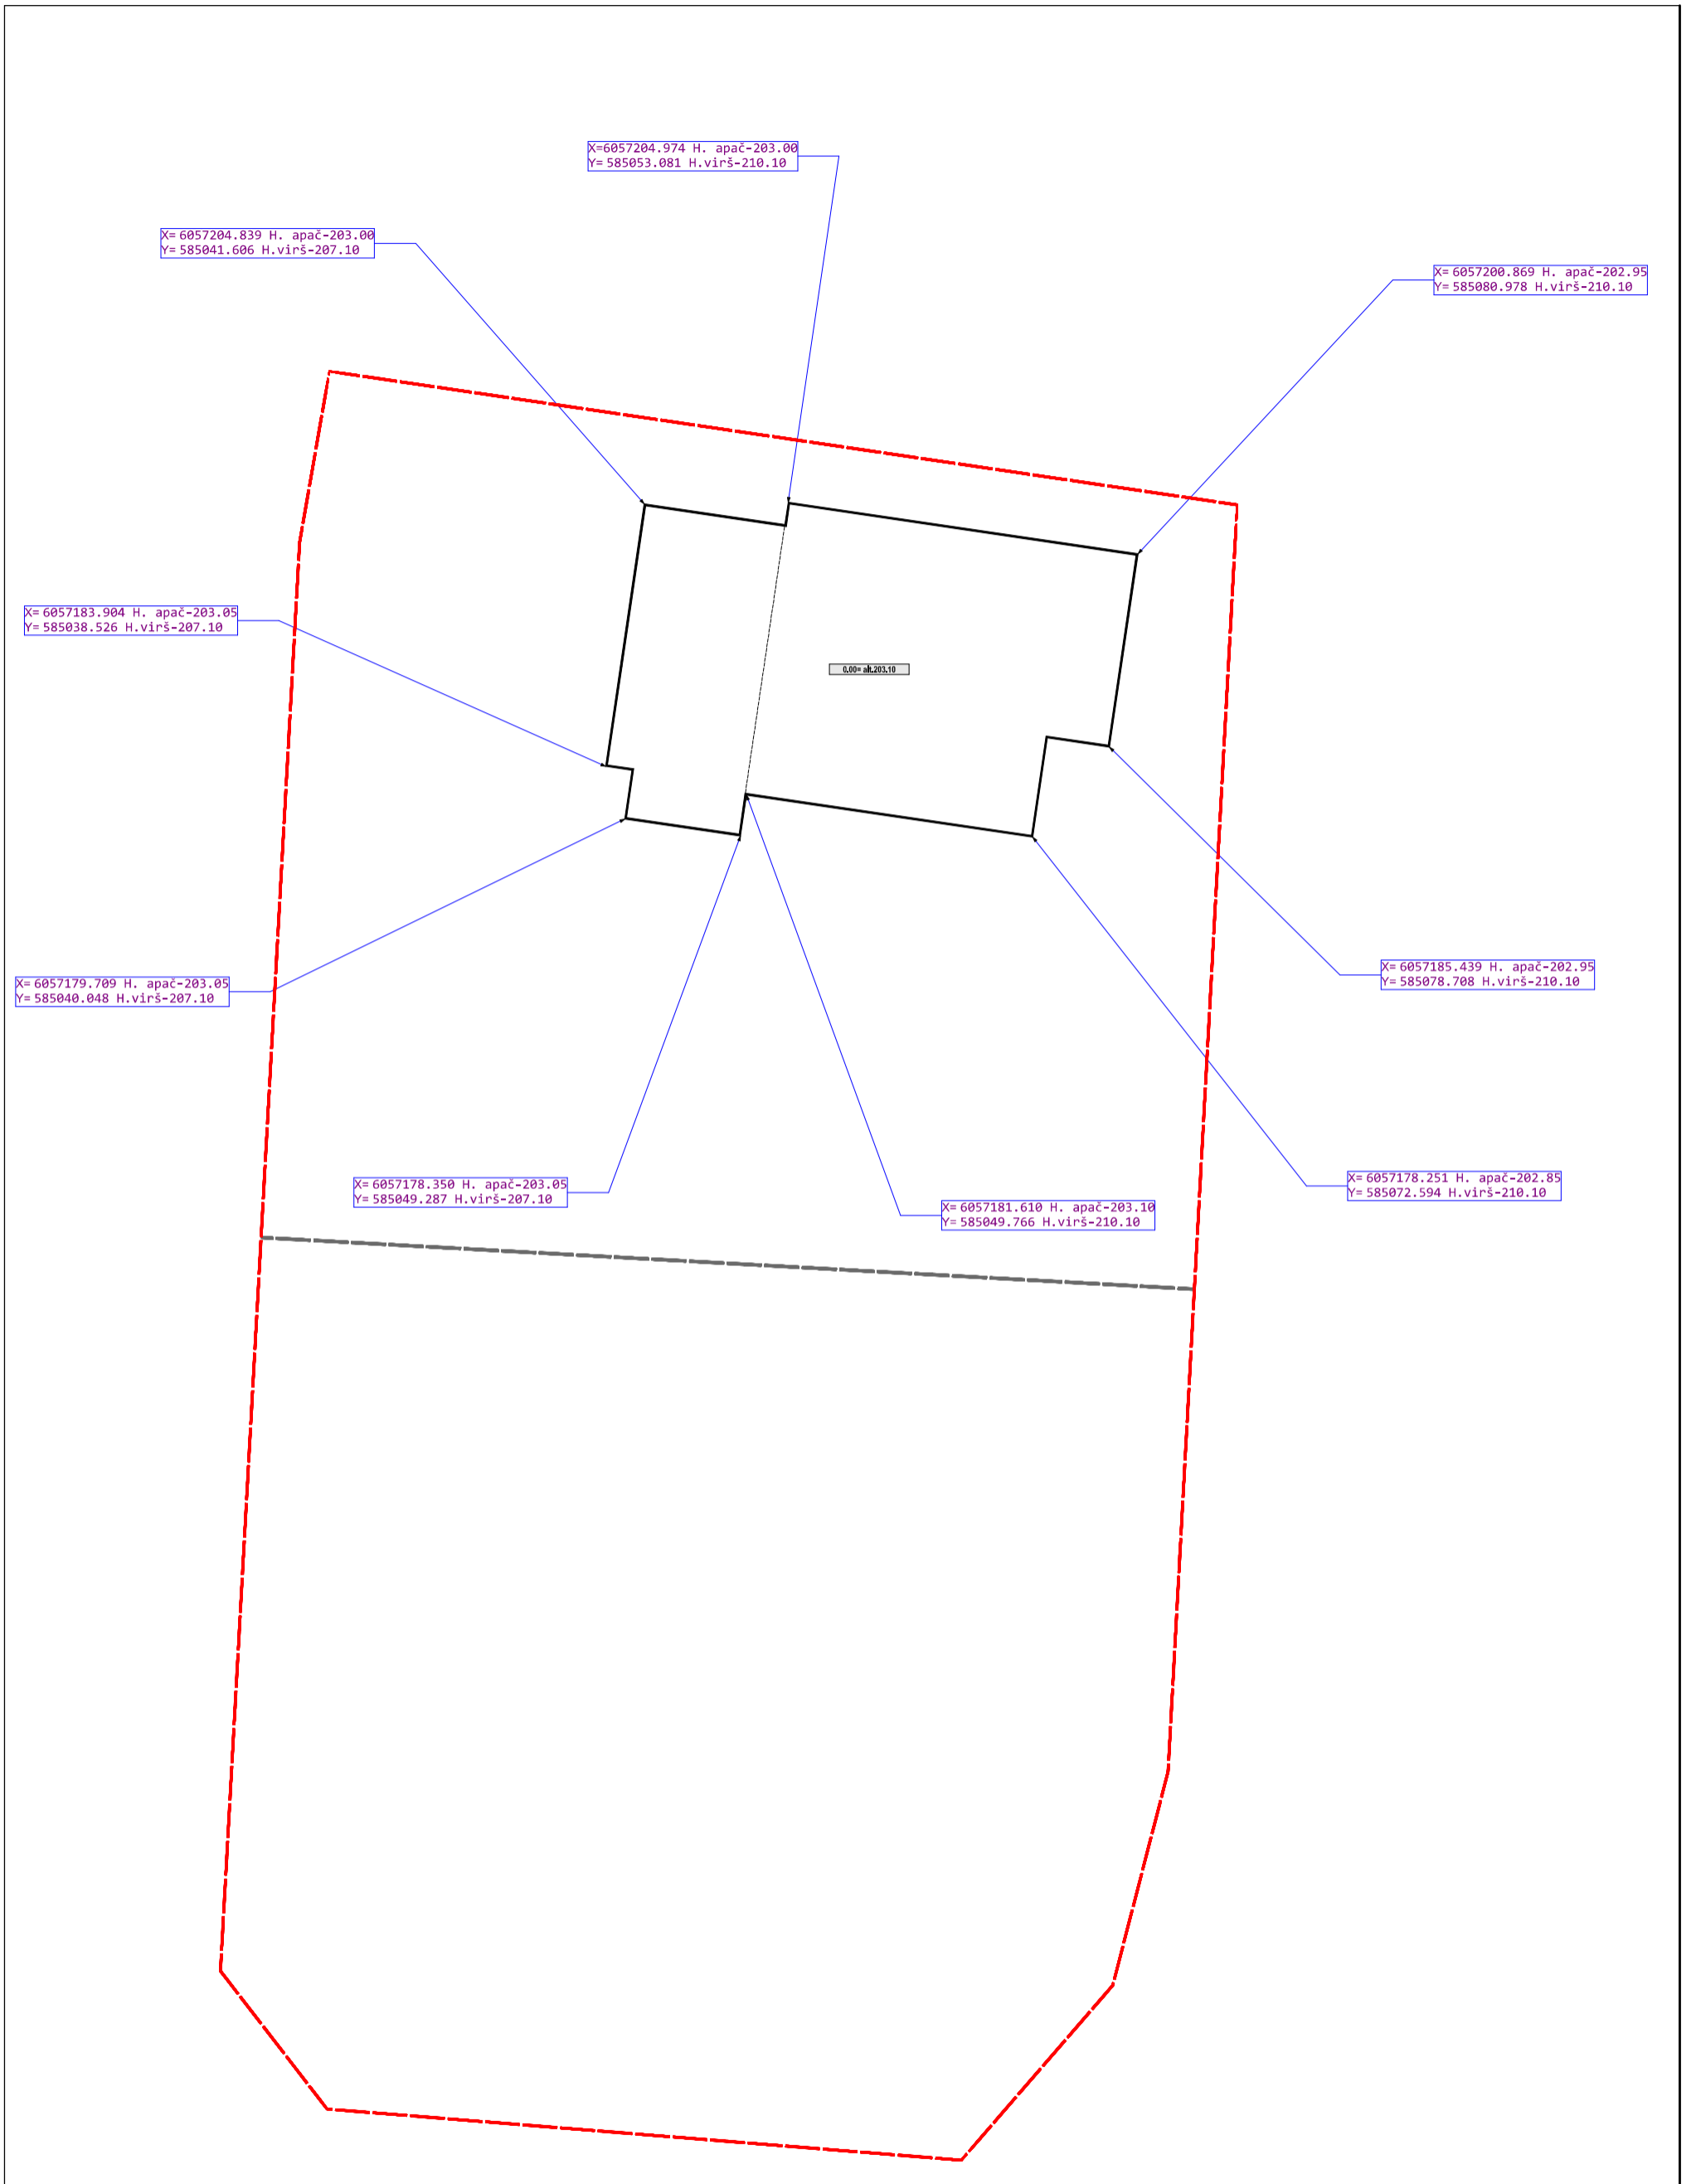 X=6057204.974 H. apač-203.00
Y= 585053.081 H.virš-210.10
X= 6057204.839 H. apač-203.00
Y= 585041.606 H.virš-207.10
X= 6057200.869 H. apač-202.95
Y= 585080.978 H.virš-210.10
X= 6057183.904 H. apač-203.05
Y= 585038.526 H.virš-207.10
0.00= alt.203.10
X= 6057179.709 H. apač-203.05
Y= 585040.048 H.virš-207.10
X= 6057185.439 H. apač-202.95
Y= 585078.708 H.virš-210.10
X= 6057178.350 H. apač-203.05
Y= 585049.287 H.virš-207.10
X= 6057181.610 H. apač-203.10
Y= 585049.766 H.virš-210.10
X= 6057178.251 H. apač-202.85
Y= 585072.594 H.virš-210.10